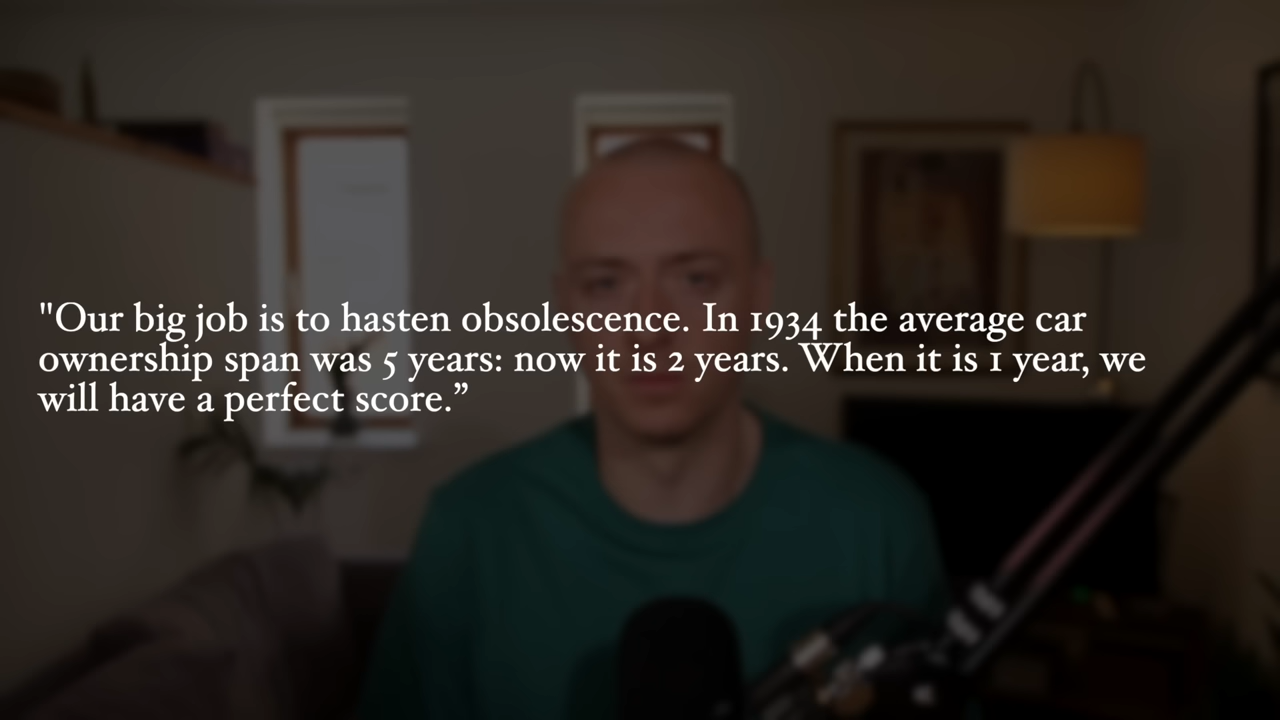 "Our big job is to hasten obsolescence. In 1934 the average car
ownership span was 5 years: now it is 2 years. When it is 1 year, we
will have a perfect score.”